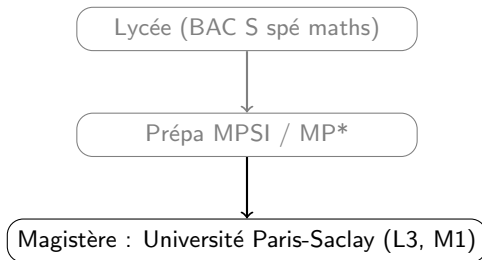 Lycée (BAC S spé maths)
Prépa MPSI / MP*
Magistère : Université Paris-Saclay (L3, M1)